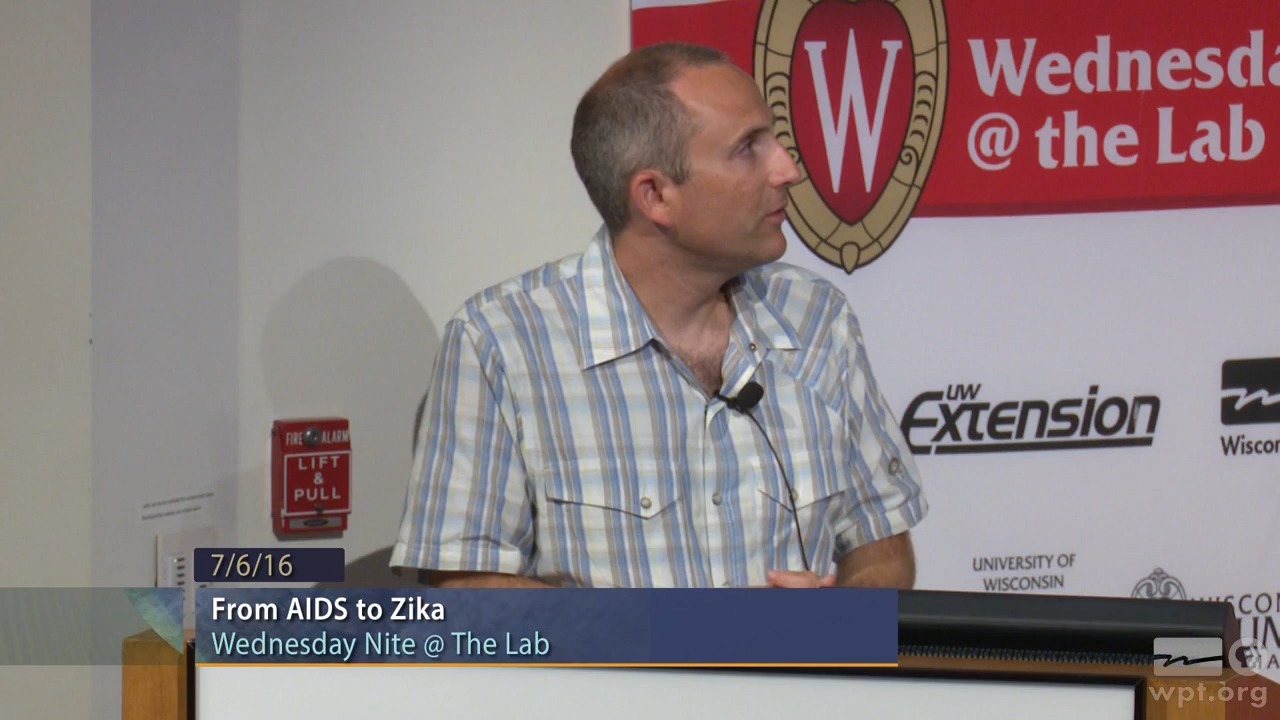 W
Wednesda
@ the Lab
UW
Extension
Wiscon
FIRE ALARM
LIFT
&
PULL
UNIVERSITY OF
WISCONSIN
7/6/16
From AIDS to Zika
Wednesday Nite @ The Lab
wpt.org